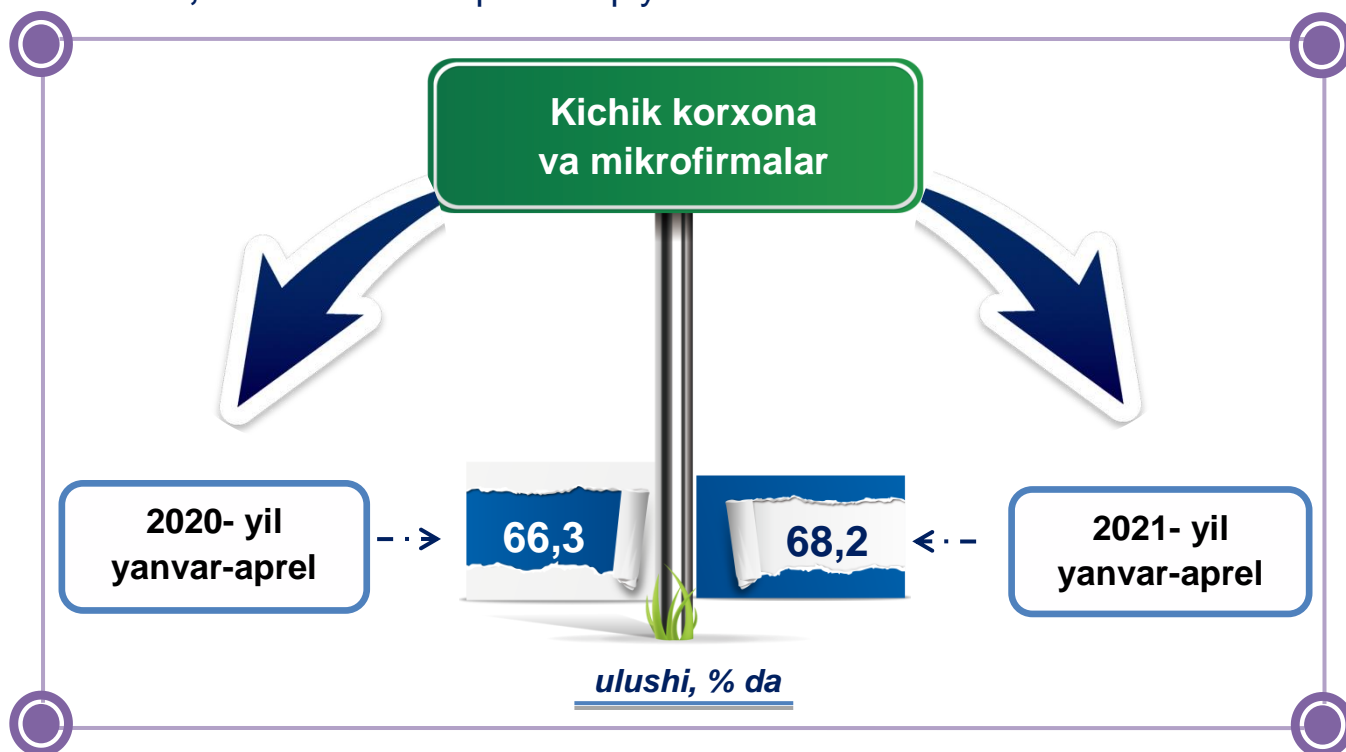 Kichik korxona
va mikrofirmalar
2020- yil
yanvar-aprel
66,3
68,2
2021- yil
yanvar-aprel
ulushi, % da